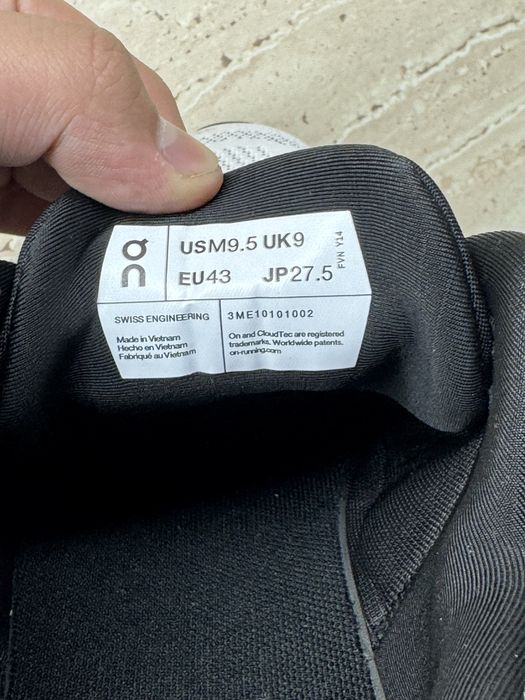 on
USM9.5 UK9
EU43 JP27.5
FVN Y14
SWISS ENGINEERING
3ME10101002
Made in Vietnam
Hecho en Vietnam
Fabriqué au Vietnam
On and CloudTec are registered
trademarks. Worldwide patents.
on-running.com